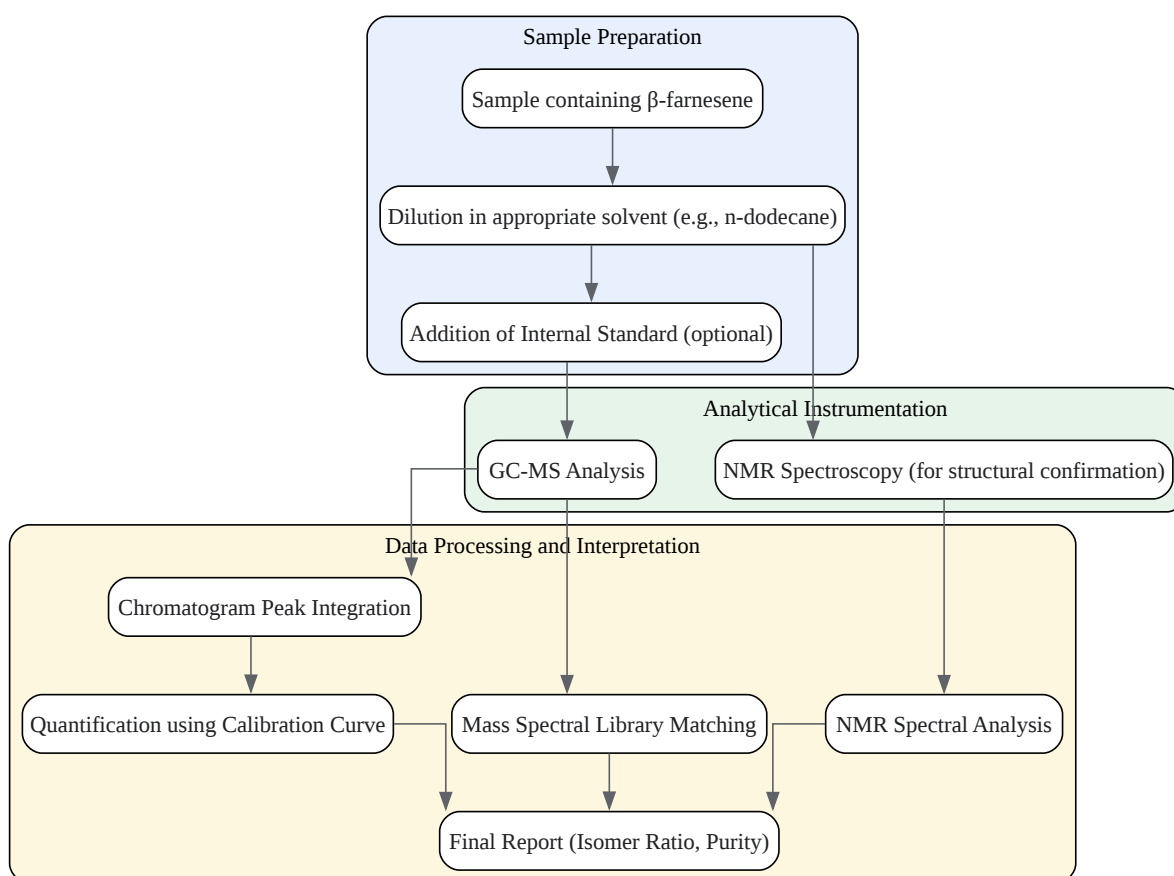 Sample Preparation
Sample containing β-farnesene
Dilution in appropriate solvent (e.g., n-dodecane)
Addition of Internal Standard (optional)
Analytical Instrumentation
GC-MS Analysis
NMR Spectroscopy (for structural confirmation)
Data Processing and Interpretation
Chromatogram Peak Integration
Quantification using Calibration Curve
Mass Spectral Library Matching
NMR Spectral Analysis
Final Report (Isomer Ratio, Purity)